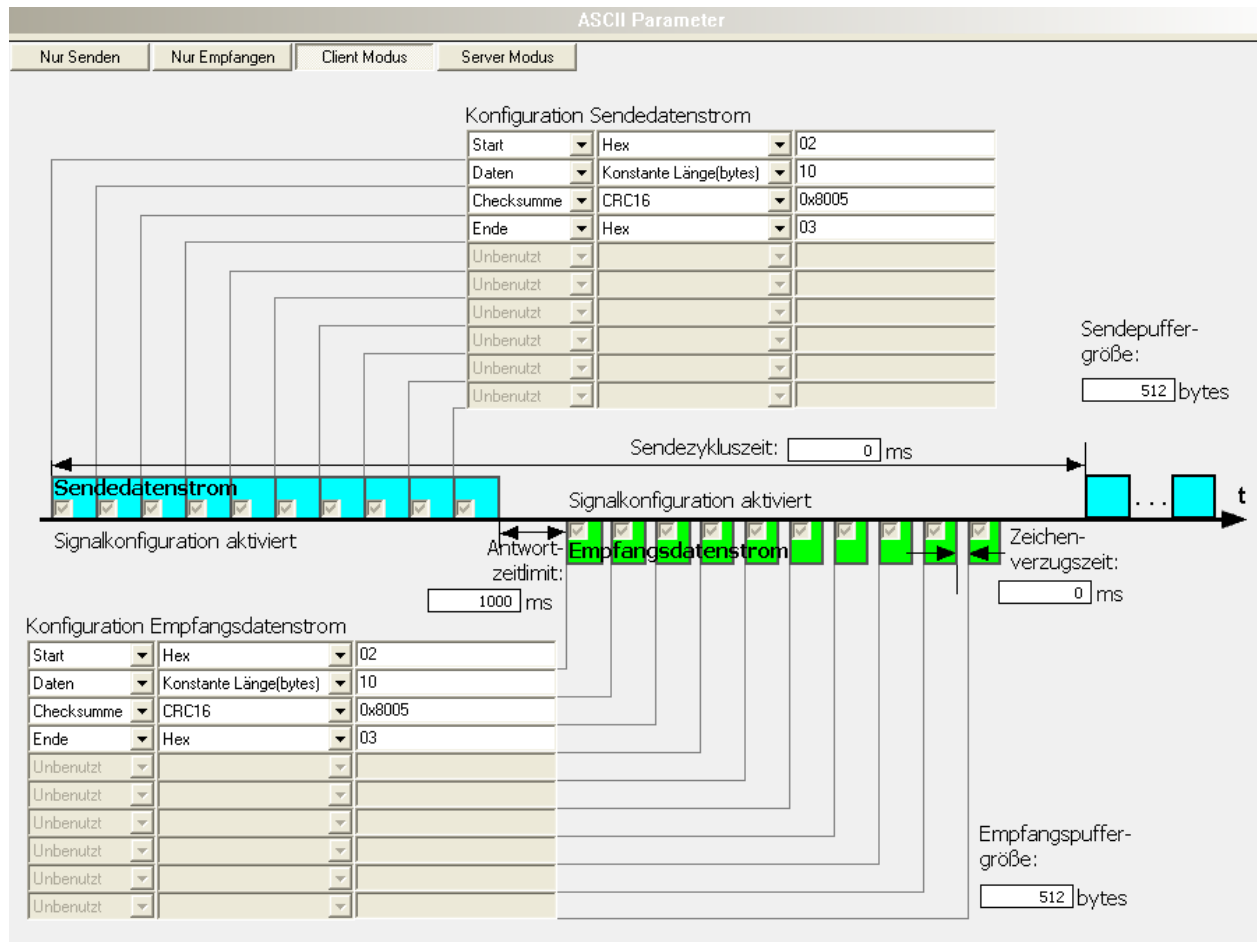 ASCII Parameter
Nur Senden Nur Empfangen Client Modus Server Modus
Konfiguration Sendedatenstrom
Start Hex 02
Daten Konstante Länge(bytes) 10
Checksumme CRC16 0x8005
Ende Hex 03
Unbenutzt
Unbenutzt
Unbenutzt
Unbenutzt
Unbenutzt
Unbenutzt
Sendepuffer-
größe:
512 bytes
Sendezykluszeit: 0 ms
Sendedatenstrom
Signalkonfiguration aktiviert
... t
Signalkonfiguration aktiviert
Antwort-
zeitlimit:
1000 ms
Empfangsdatenstrom
Zeichen-
verzugszeit:
0 ms
Konfiguration Empfangsdatenstrom
Start Hex 02
Daten Konstante Länge(bytes) 10
Checksumme CRC16 0x8005
Ende Hex 03
Unbenutzt
Unbenutzt
Unbenutzt
Unbenutzt
Unbenutzt
Unbenutzt
Empfangspuffer-
größe:
512 bytes